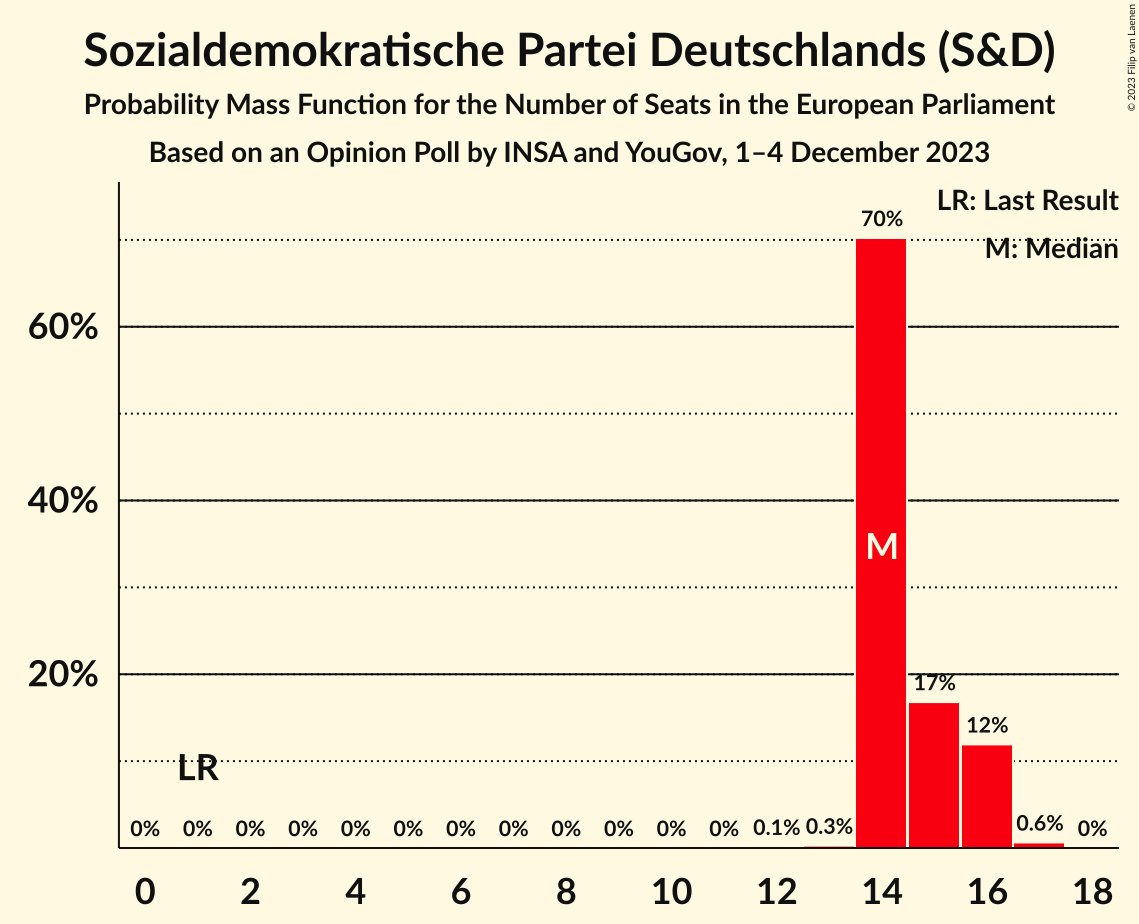 Sozialdemokratische Partei Deutschlands (S&D)
Probability Mass Function for the Number of Seats in the European Parliament
Based on an Opinion Poll by INSA and YouGov, 1–4 December 2023
© 2023 Filip van Laenen
LR: Last Result
M: Median
70%
60%
40%
M
20%
17%
12%
LR
0% 0% 0% 0% 0% 0% 0% 0% 0% 0% 0% 0% 0.1% 0.3% 0.6% 0%
0 2 4 6 8 10 12 14 16 18